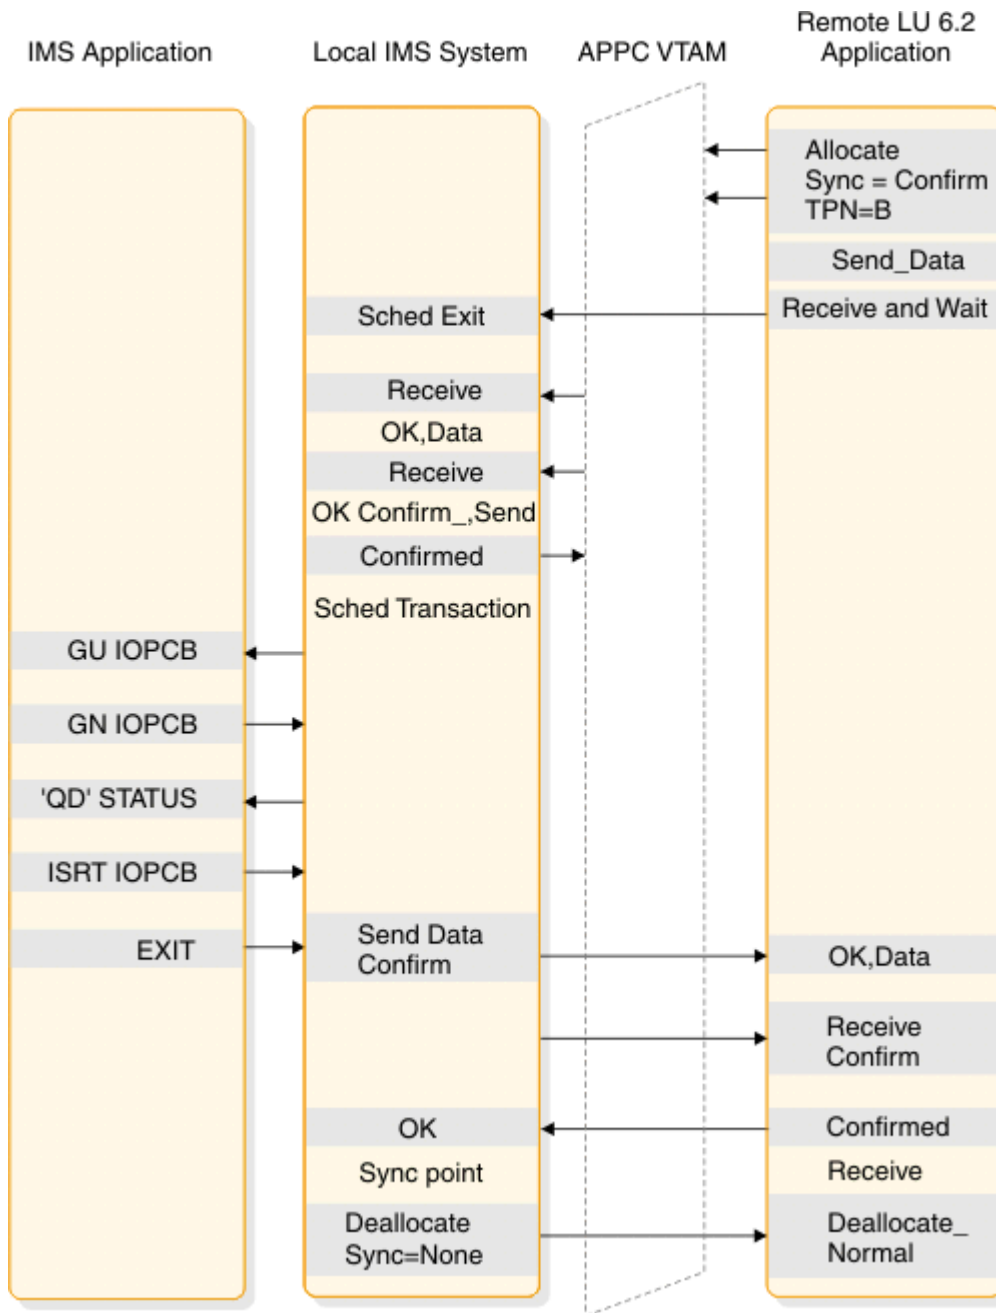 IMS Application
Local IMS System
APPC VTAM
Remote LU 6.2
Application
Allocate
Sync = Confirm
TPN=B
Send_Data
Receive and Wait
Sched Exit
Receive
OK,Data
Receive
OK Confirm_,Send
Confirmed
Sched Transaction
GU IOPCB
GN IOPCB
'QD' STATUS
ISRT IOPCB
EXIT
Send Data
Confirm
OK,Data
Receive
Confirm
OK
Confirmed
Sync point
Receive
Deallocate
Sync=None
Deallocate_
Normal